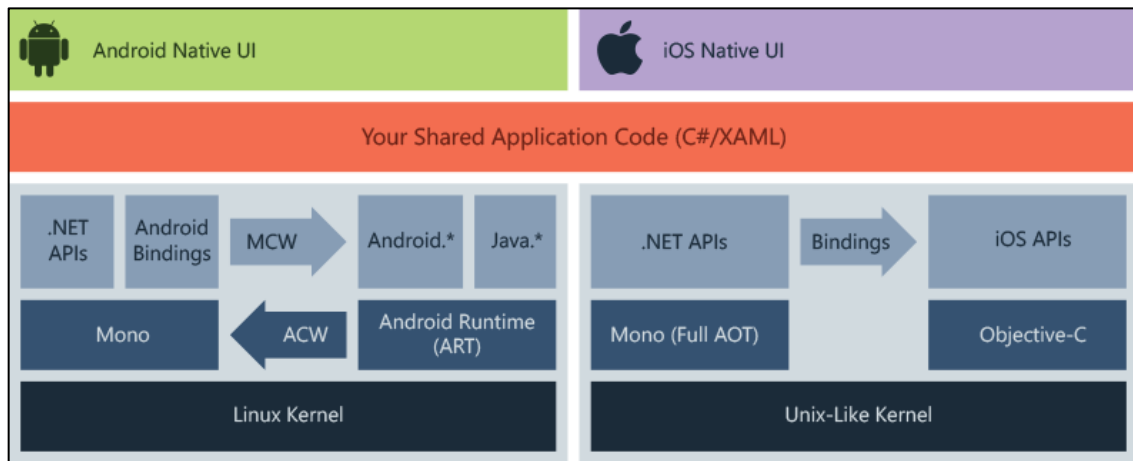 Android Native UI
iOS Native UI
Your Shared Application Code (C#/XAML)
.NET
APIs
Android
Bindings
MCW
Android.*
Java.*
Mono
ACW
Android Runtime
(ART)
Linux Kernel
.NET APIs
Bindings
iOS APIs
Mono (Full AOT)
Objective-C
Unix-Like Kernel